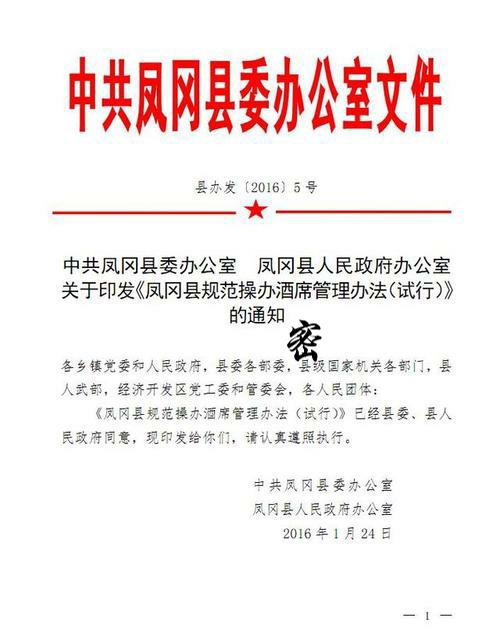 中共凤冈县委办公室文件
县办发〔2016〕5号
中共凤冈县委办公室　凤冈县人民政府办公室
关于印发《凤冈县规范操办酒席管理办法(试行)》
的通知
密
各乡镇党委和人民政府，县委各部委，县级国家机关各部门，县
人武部，经济开发区党工委和管委会，各人民团体：
《凤冈县规范操办酒席管理办法（试行）》已经县委、县人
民政府同意，现印发给你们，请认真遵照执行。
中共凤冈县委办公室
凤冈县人民政府办公室
2016年1月24日
— 1 —